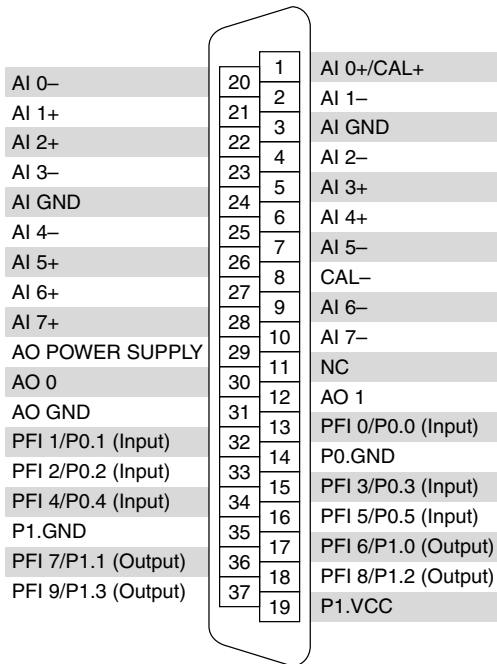 1 AI 0+/CAL+
AI 0– 20
2 AI 1–
AI 1+ 21
3 AI GND
AI 2+ 22
4 AI 2–
AI 3– 23
5 AI 3+
AI GND 24
6 AI 4+
AI 4– 25
7 AI 5–
AI 5+ 26
8 CAL–
AI 6+ 27
9 AI 6–
AI 7+ 28
10 AI 7–
AO POWER SUPPLY 29
11 NC
AO 0 30
12 AO 1
AO GND 31
13 PFI 0/P0.0 (Input)
PFI 1/P0.1 (Input) 32
14 P0.GND
PFI 2/P0.2 (Input) 33
15 PFI 3/P0.3 (Input)
PFI 4/P0.4 (Input) 34
16 PFI 5/P0.5 (Input)
P1.GND 35
17 PFI 6/P1.0 (Output)
PFI 7/P1.1 (Output) 36
18 PFI 8/P1.2 (Output)
PFI 9/P1.3 (Output) 37
19 P1.VCC